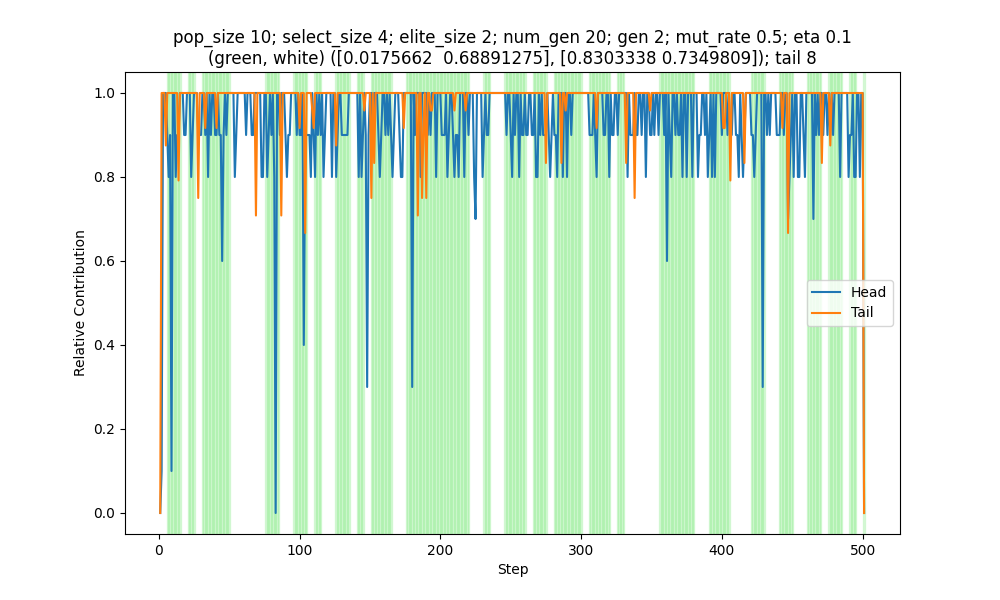 pop_size 10; select_size 4; elite_size 2; num_gen 20; gen 2; mut_rate 0.5; eta 0.1
(green, white) ([0.0175662  0.68891275], [0.8303338 0.7349809]); tail 8
1.0
0.8
0.6
0.4
0.2
0.0
Relative Contribution
Head
Tail
0 100 200 300 400 500
Step